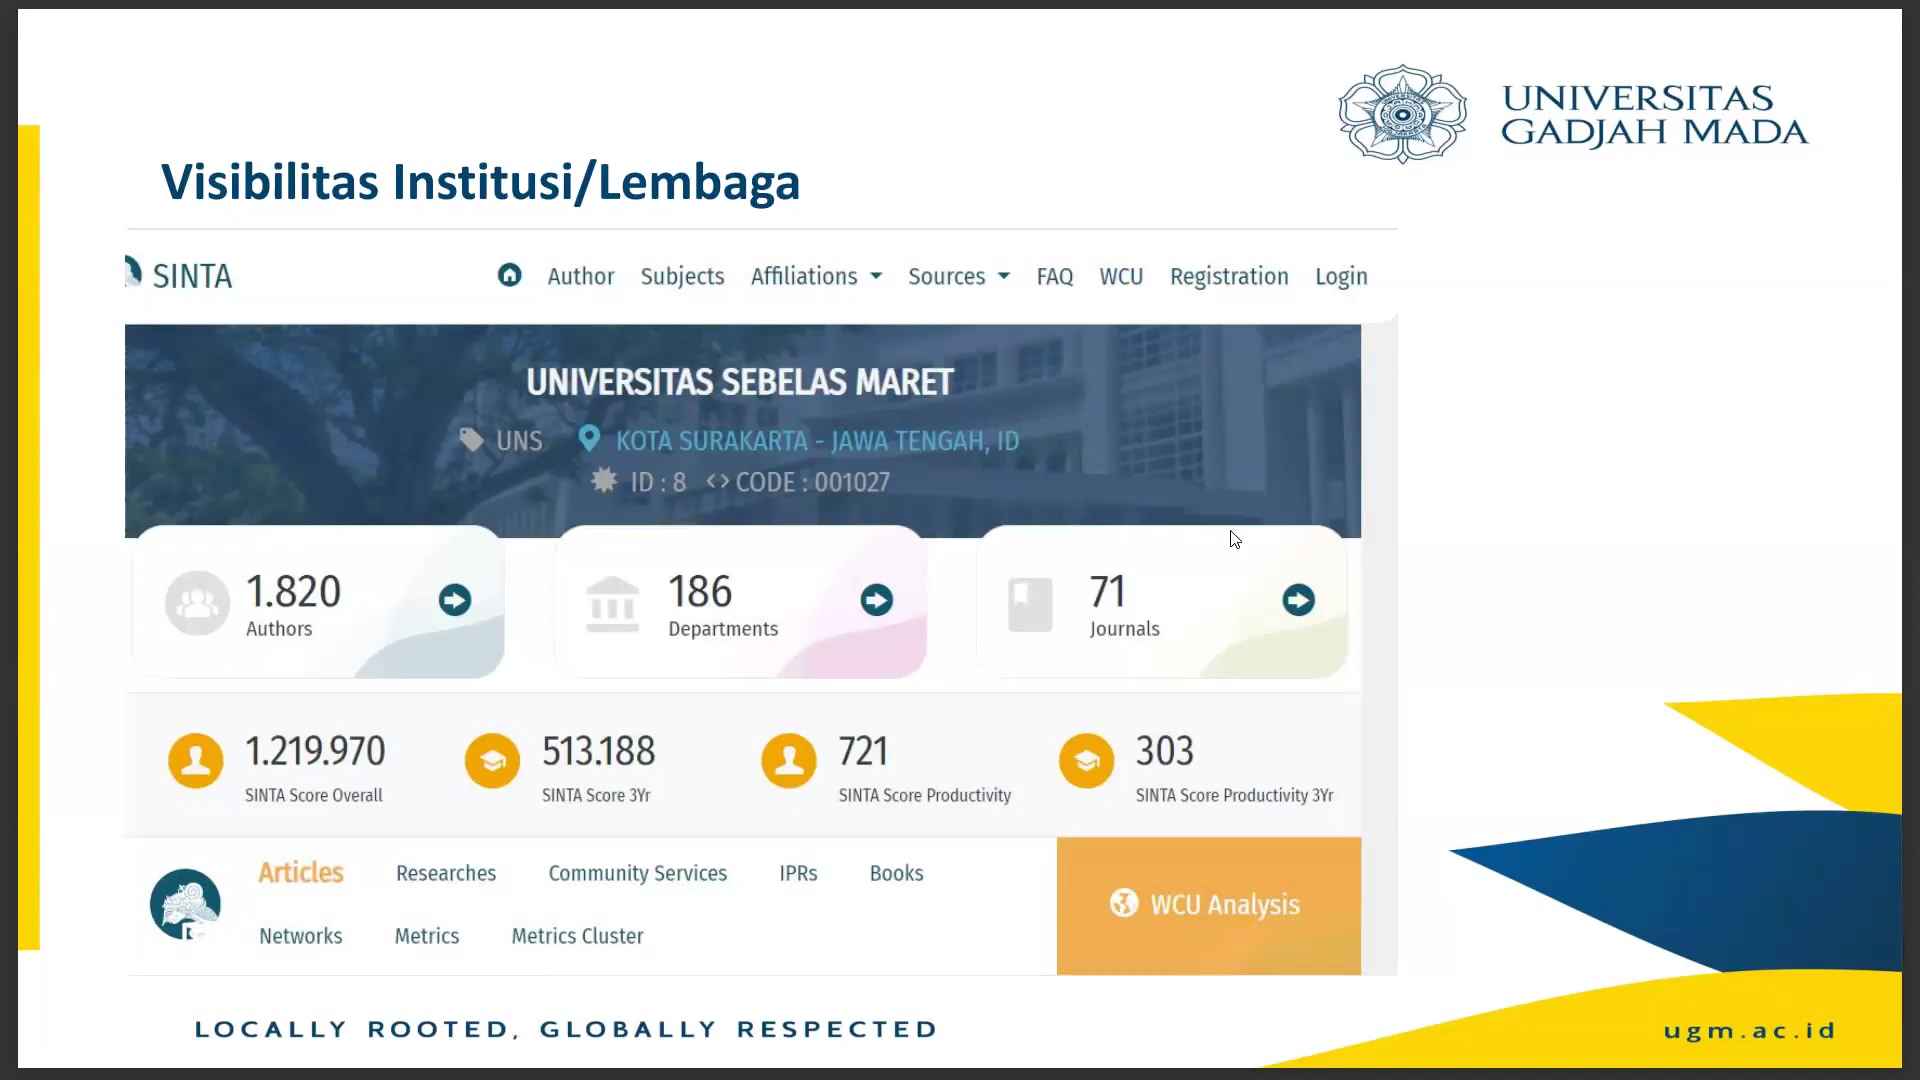 UNIVERSITAS
GADJAH MADA
Visibilitas Institusi/Lembaga
SINTA
Author Subjects Affiliations Sources FAQ WCU Registration Login
UNIVERSITAS SEBELAS MARET
UNS KOTA SURAKARTA - JAWA TENGAH, ID
ID : 8 <> CODE : 001027
1.820
Authors
186
Departments
71
Journals
1.219.970
SINTA Score Overall
513.188
SINTA Score 3Yr
721
SINTA Score Productivity
303
SINTA Score Productivity 3Yr
Articles Researches Community Services IPRs Books
Networks Metrics Metrics Cluster
WCU Analysis
LOCALLY ROOTED, GLOBALLY RESPECTED
ugm.ac.id